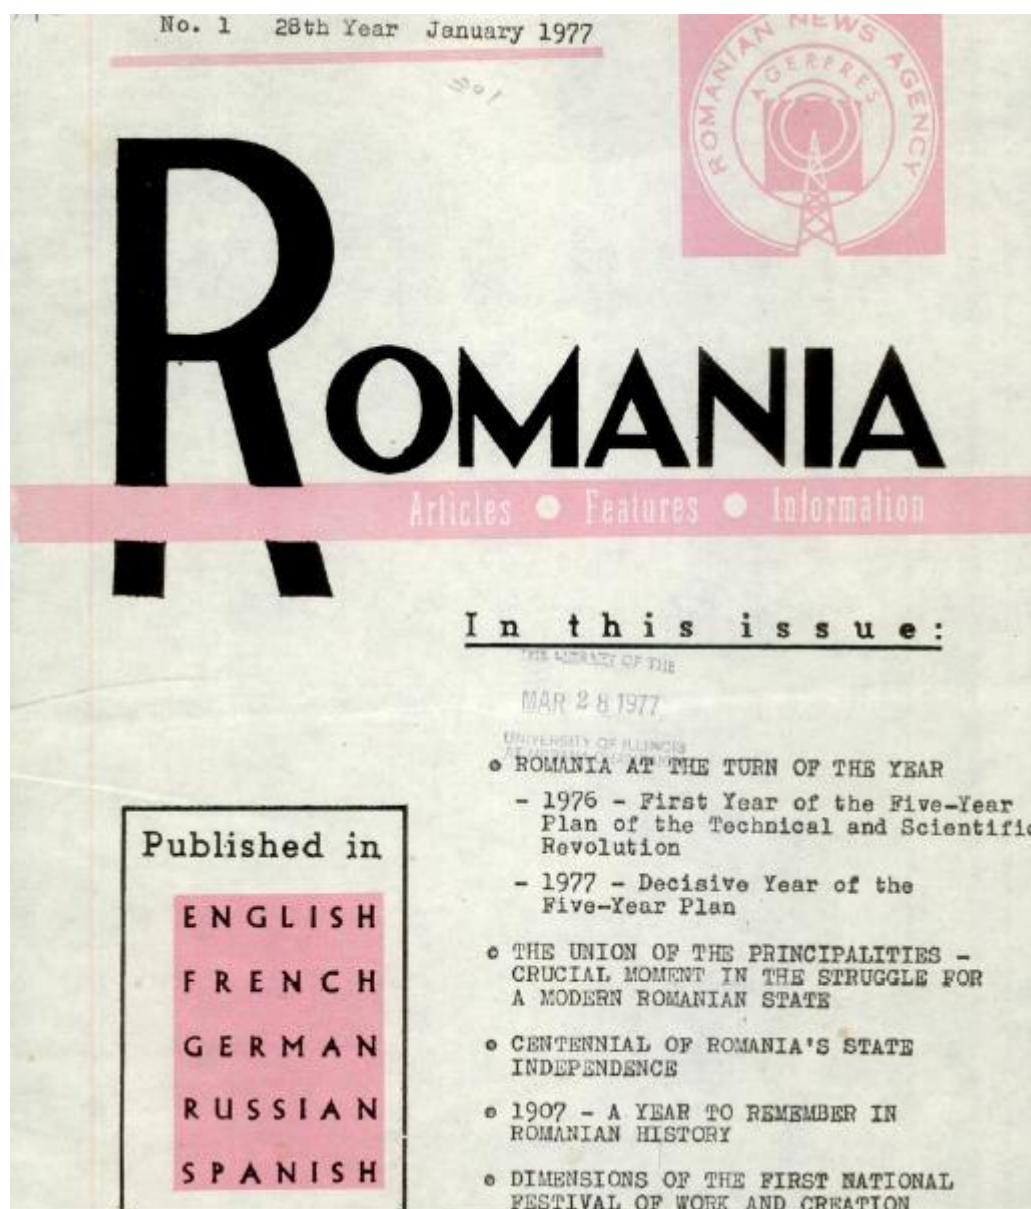 No. 1 28th Year January 1977
301
ROMANIAN NEWS AGENCY
AGERPRES
ROMANIA
Articles • Features • Information
In this issue:
THE LIBRARY OF THE
MAR 28 1977
UNIVERSITY OF ILLINOIS
• ROMANIA AT THE TURN OF THE YEAR
- 1976 - First Year of the Five-Year
Plan of the Technical and Scientific
Revolution
- 1977 - Decisive Year of the
Five-Year Plan
• THE UNION OF THE PRINCIPALITIES -
CRUCIAL MOMENT IN THE STRUGGLE FOR
A MODERN ROMANIAN STATE
• CENTENNIAL OF ROMANIA'S STATE
INDEPENDENCE
• 1907 - A YEAR TO REMEMBER IN
ROMANIAN HISTORY
• DIMENSIONS OF THE FIRST NATIONAL
FESTIVAL OF WORK AND CREATION
Published in
ENGLISH
FRENCH
GERMAN
RUSSIAN
SPANISH